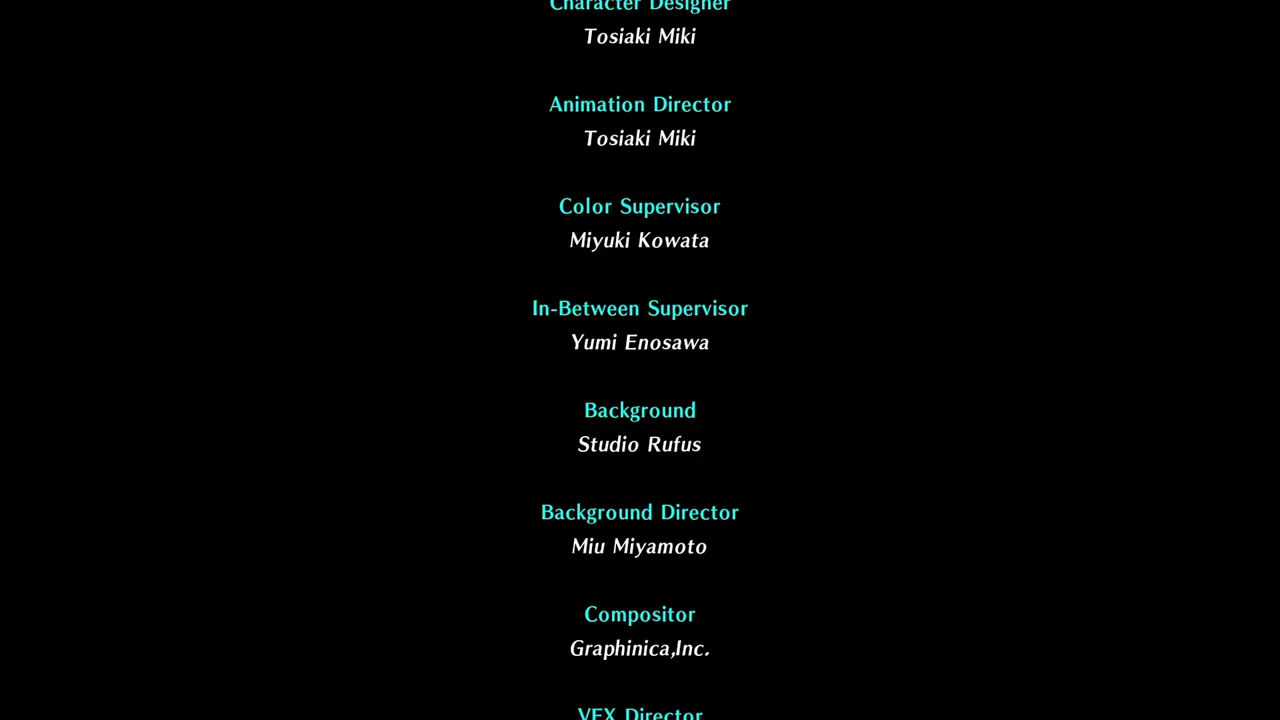 Character Designer
Tosiaki Miki
Animation Director
Tosiaki Miki
Color Supervisor
Miyuki Kowata
In-Between Supervisor
Yumi Enosawa
Background
Studio Rufus
Background Director
Miu Miyamoto
Compositor
Graphinica,Inc.
VFX Director